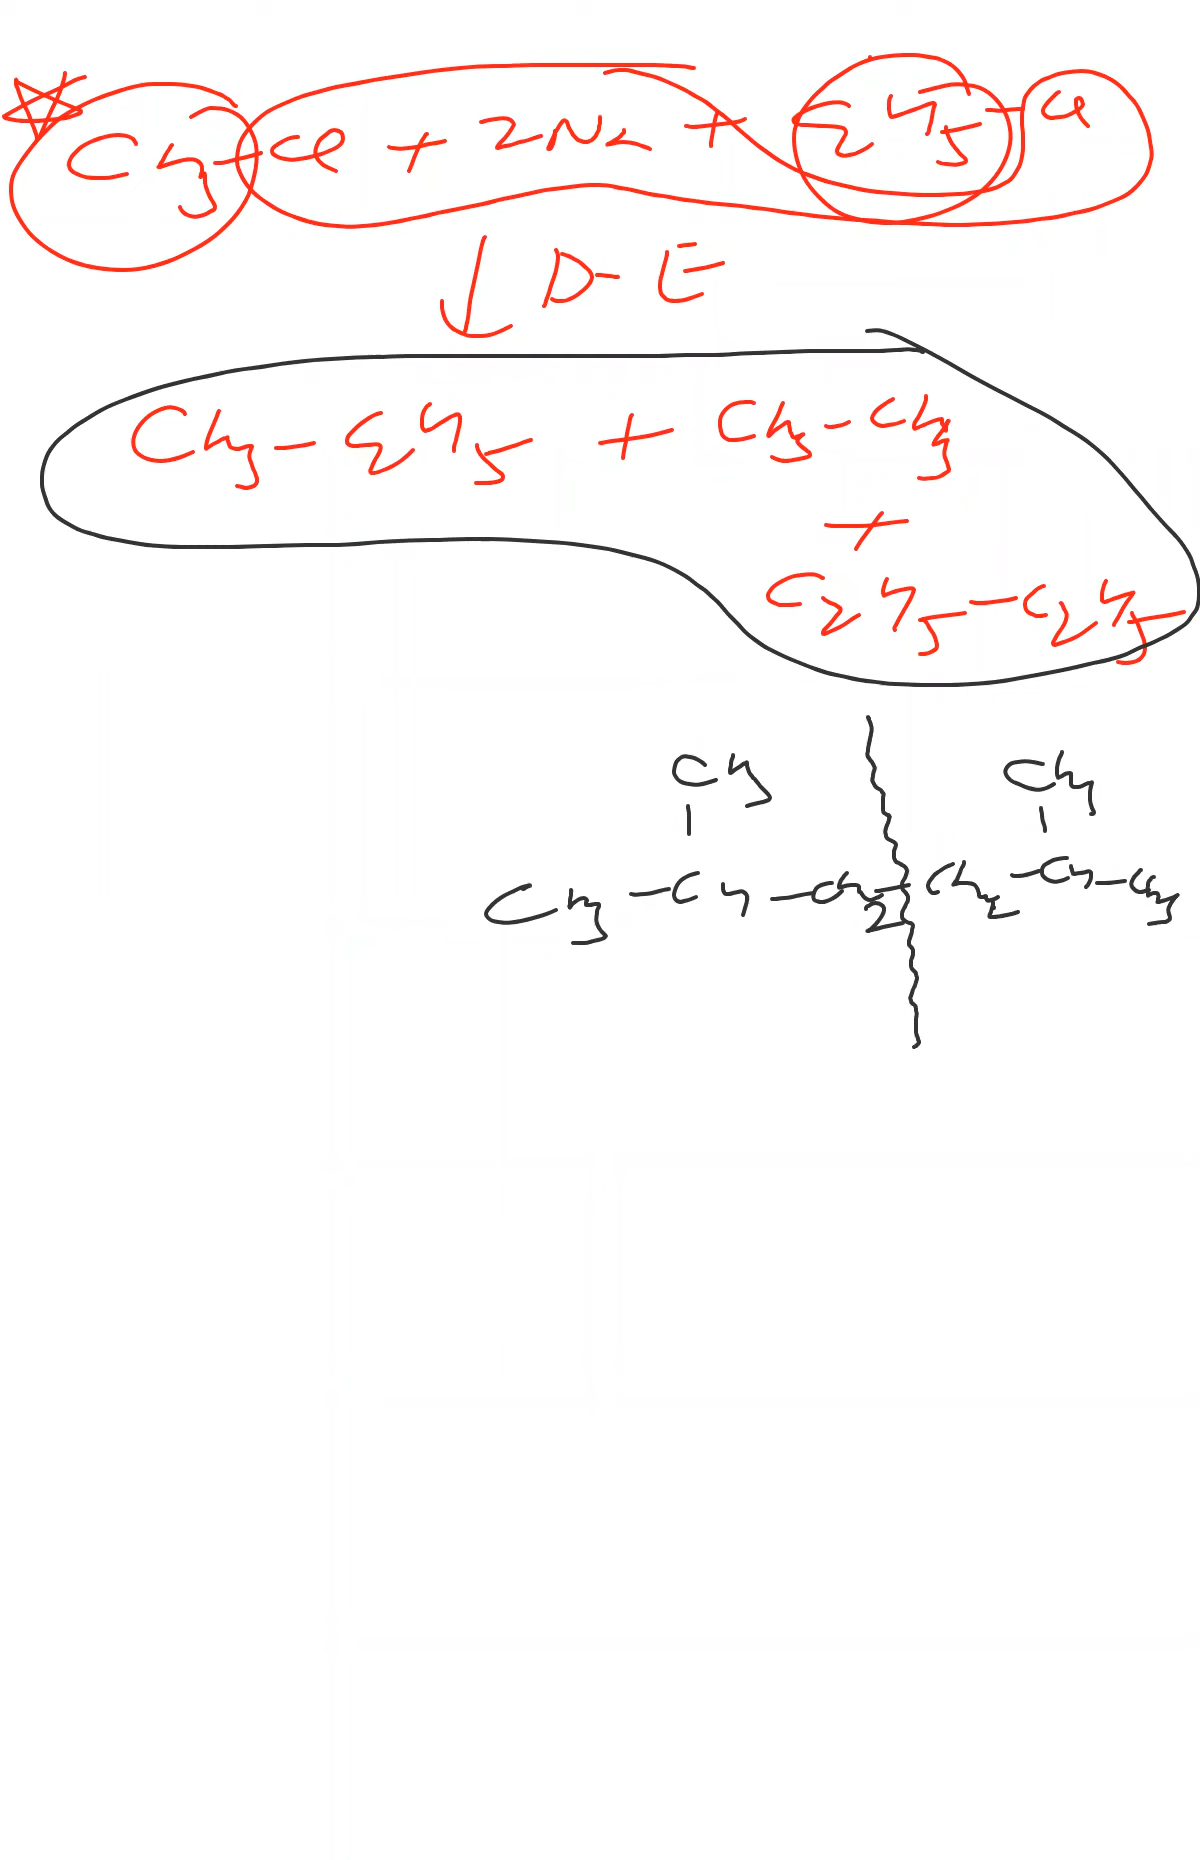 CH3-Cl + 2Na + C2H5-Cl
↓ D-E
CH3-C2H5 + CH3-CH3
+
C2H5-C2H5
CH3 CH3
| |
CH3-CH-CH2-CH2-CH-CH3